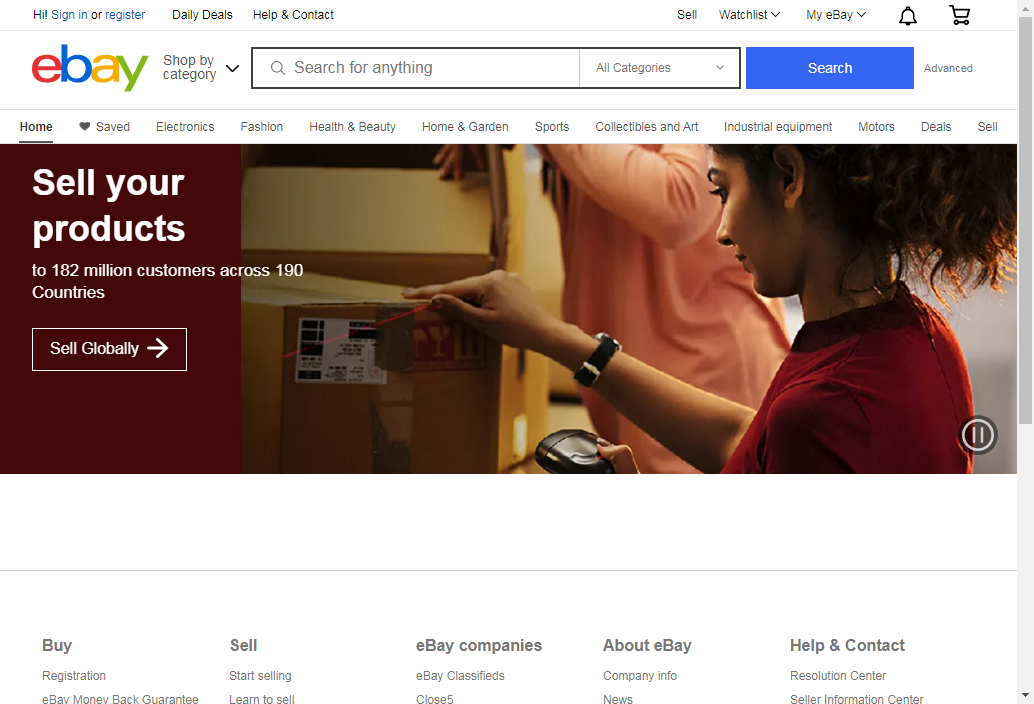 Hi! Sign in or register Daily Deals Help & Contact Sell Watchlist My eBay
ebay
Shop by
category
Search for anything
All Categories
Search
Advanced
Home Saved Electronics Fashion Health & Beauty Home & Garden Sports Collectibles and Art Industrial equipment Motors Deals Sell
Sell your
products
to 182 million customers across 190
Countries
Sell Globally
Buy Sell eBay companies About eBay Help & Contact
Registration Start selling eBay Classifieds Company info Resolution Center
eBay Money Back Guarantee Learn to sell Close5 News Seller Information Center